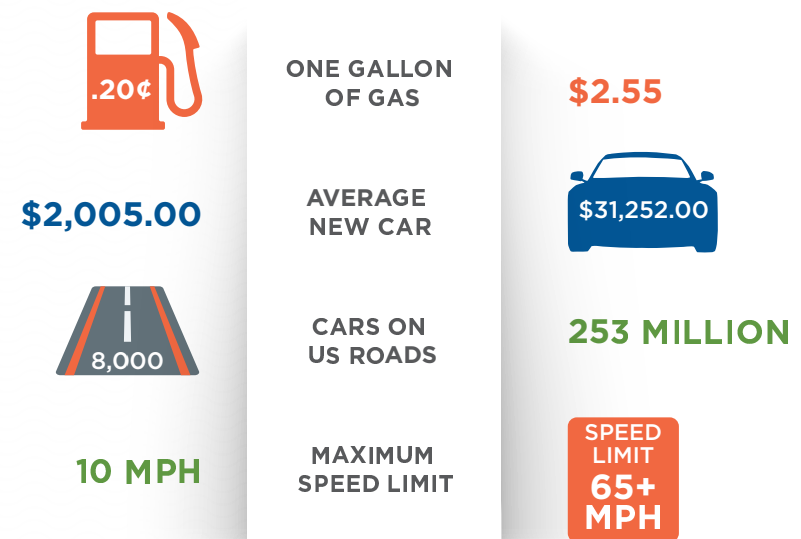 ONE GALLON
OF GAS
.20¢
$2.55
AVERAGE
NEW CAR
$2,005.00
$31,252.00
CARS ON
US ROADS
8,000
253 MILLION
MAXIMUM
SPEED LIMIT
10 MPH
SPEED
LIMIT
65+
MPH